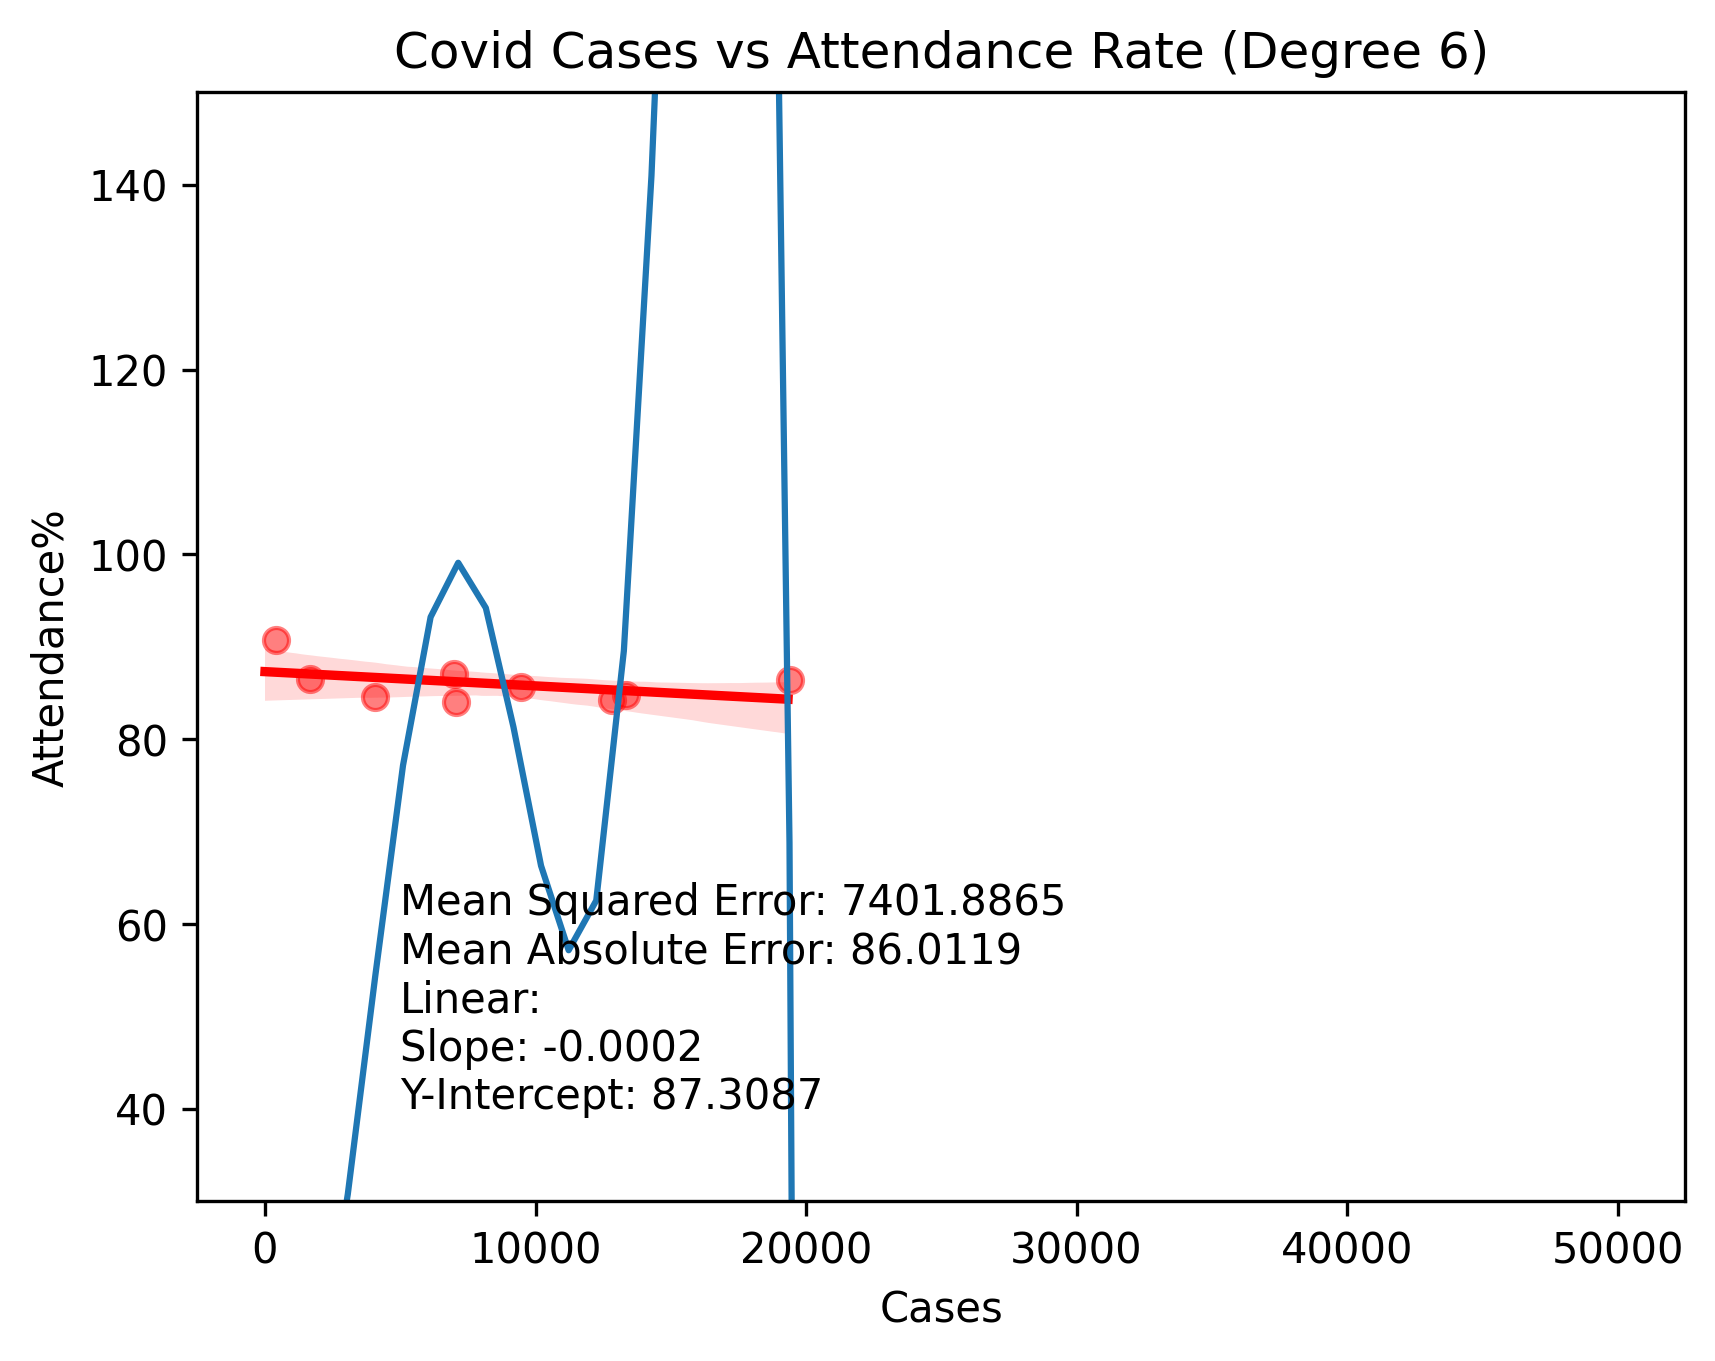 Covid Cases vs Attendance Rate (Degree 6)
140
120
100
80
60
40
Attendance%
Mean Squared Error: 7401.8865
Mean Absolute Error: 86.0119
Linear:
Slope: -0.0002
Y-Intercept: 87.3087
0 10000 20000 30000 40000 50000
Cases